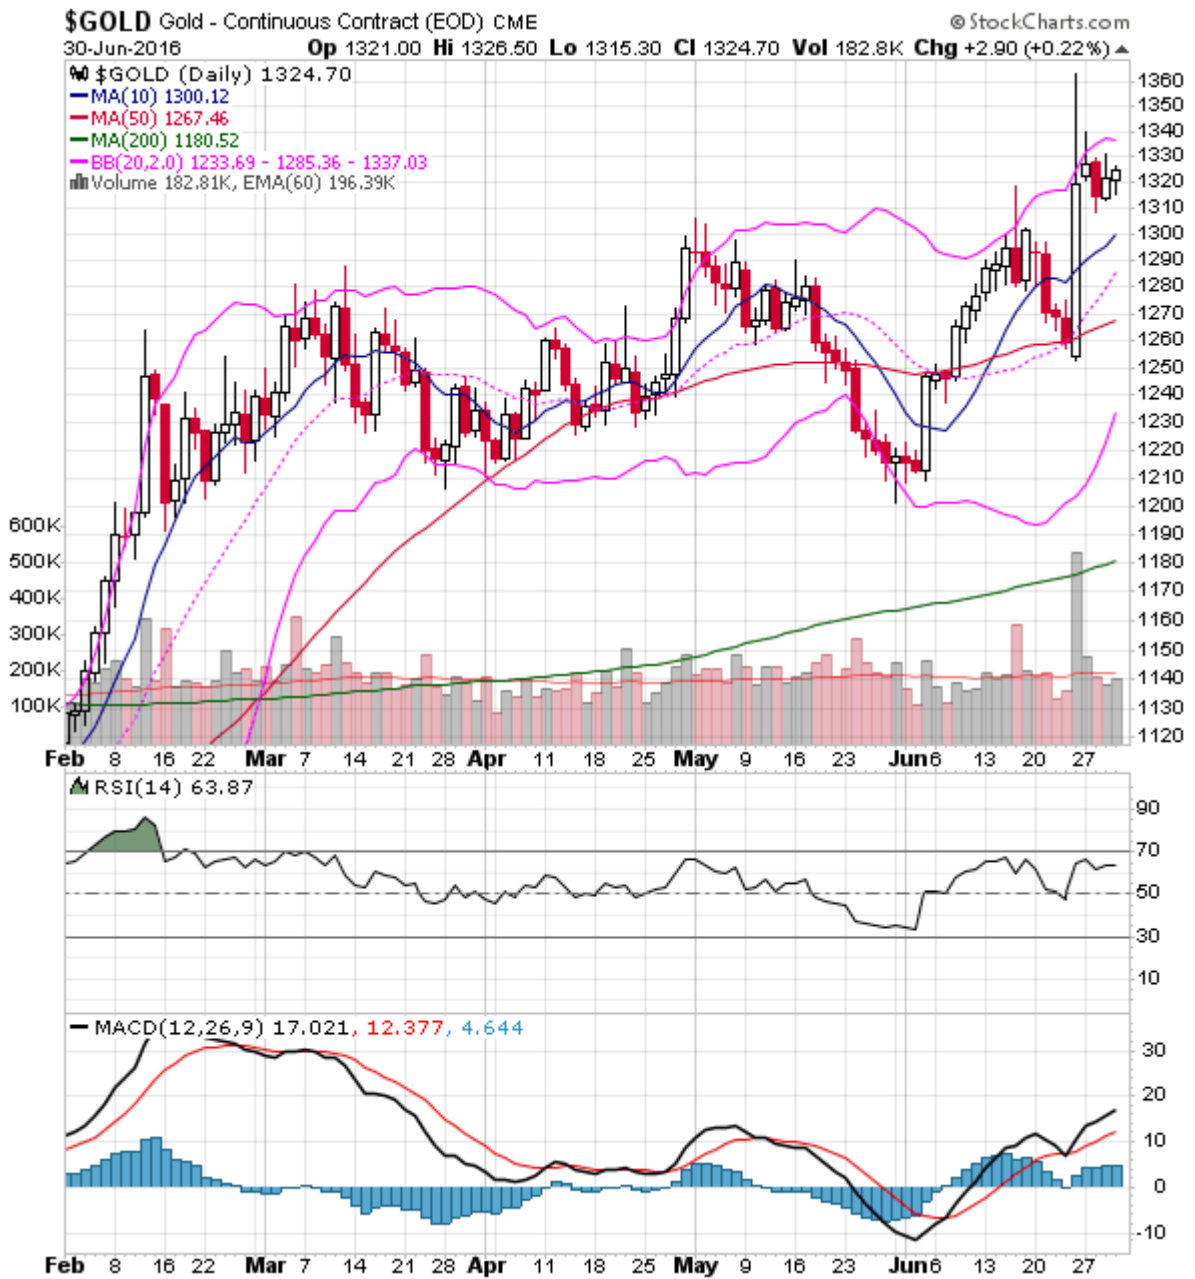 $GOLD Gold - Continuous Contract (EOD) CME © StockCharts.com
30-Jun-2016 Op 1321.00 Hi 1326.50 Lo 1315.30 Cl 1324.70 Vol 182.8K Chg +2.90 (+0.22%)
$GOLD (Daily) 1324.70
MA(10) 1300.12
MA(50) 1267.46
MA(200) 1180.52
BB(20,2.0) 1233.69 - 1285.36 - 1337.03
Volume 182.81K, EMA(60) 196.39K
1360
1350
1340
1330
1320
1310
1300
1290
1280
1270
1260
1250
1240
1230
1220
1210
1200
1190
1180
1170
1160
1150
1140
1130
1120
600K
500K
400K
300K
200K
100K
Feb 8 16 22 Mar 7 14 21 28 Apr 11 18 25 May 9 16 23 Jun 6 13 20 27
RSI(14) 63.87
90
70
50
30
10
MACD(12,26,9) 17.021, 12.377, 4.644
30
20
10
0
-10
Feb 8 16 22 Mar 7 14 21 28 Apr 11 18 25 May 9 16 23 Jun 6 13 20 27